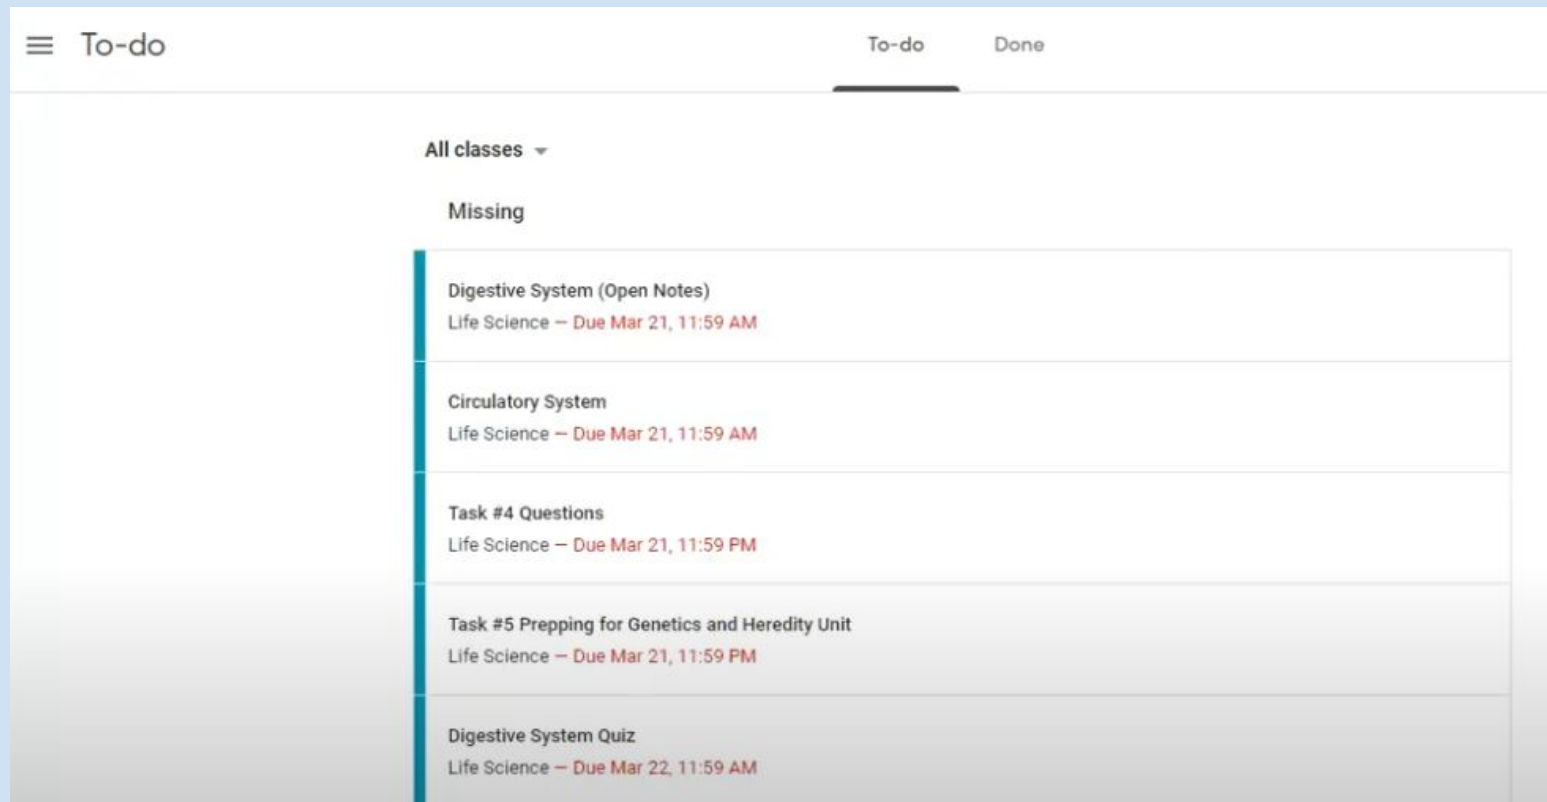 To-do
To-do Done
All classes
Missing
Digestive System (Open Notes)
Life Science — Due Mar 21, 11:59 AM
Circulatory System
Life Science — Due Mar 21, 11:59 AM
Task #4 Questions
Life Science — Due Mar 21, 11:59 PM
Task #5 Prepping for Genetics and Heredity Unit
Life Science — Due Mar 21, 11:59 PM
Digestive System Quiz
Life Science — Due Mar 22, 11:59 AM